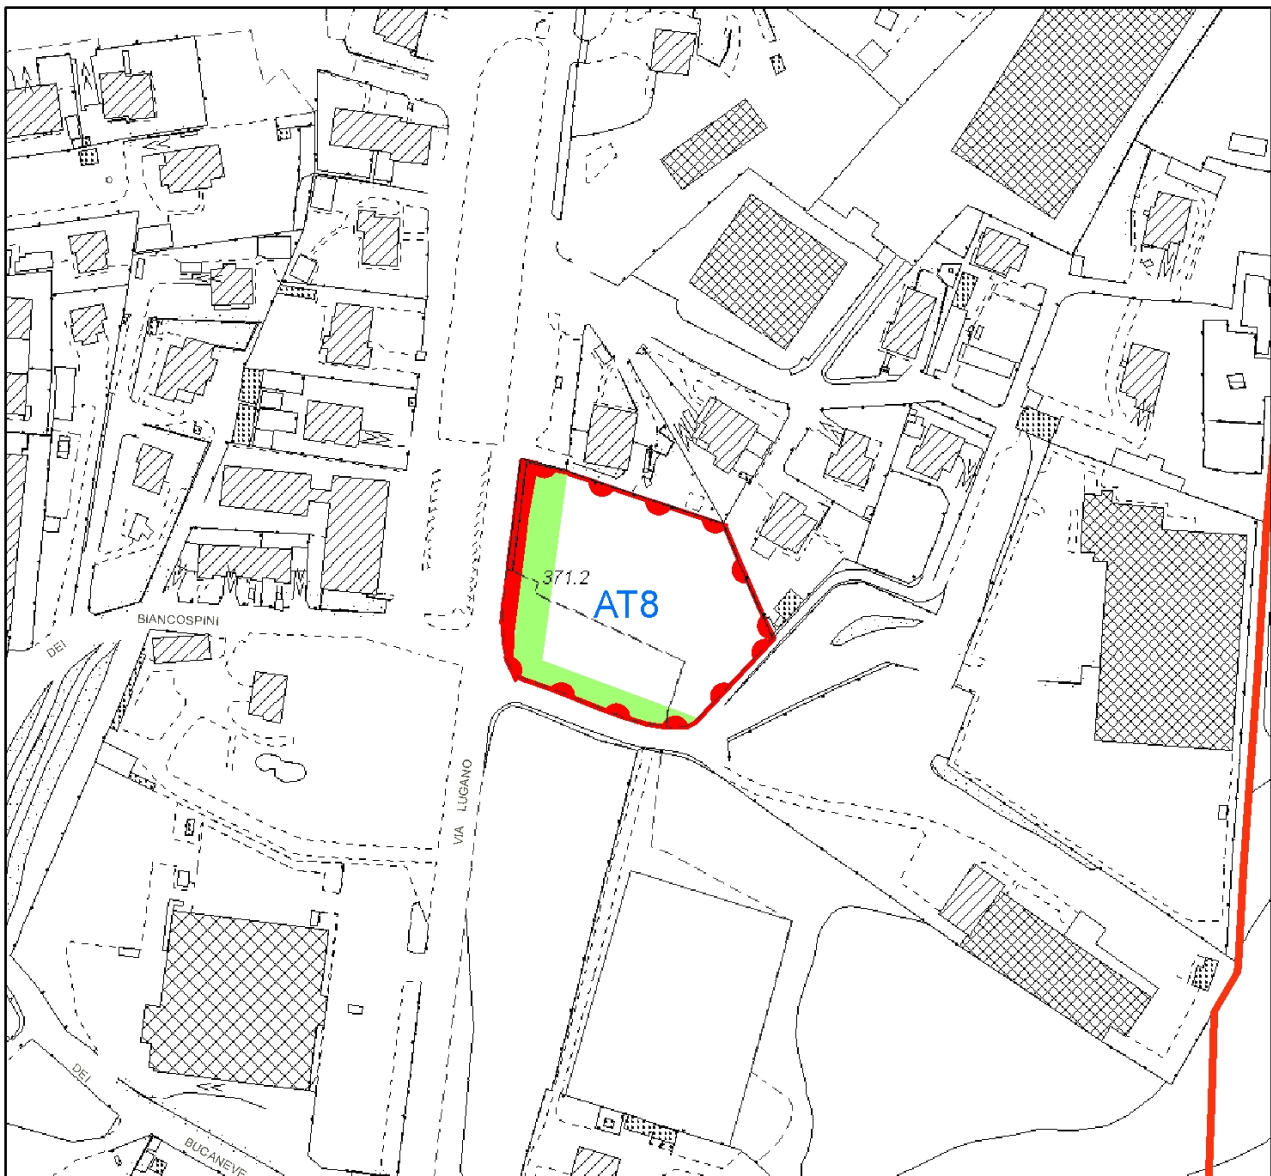 371.2
AT8
BIANCOSPINI
DEI
VIA LUGANO
DEI
BUCANEVE